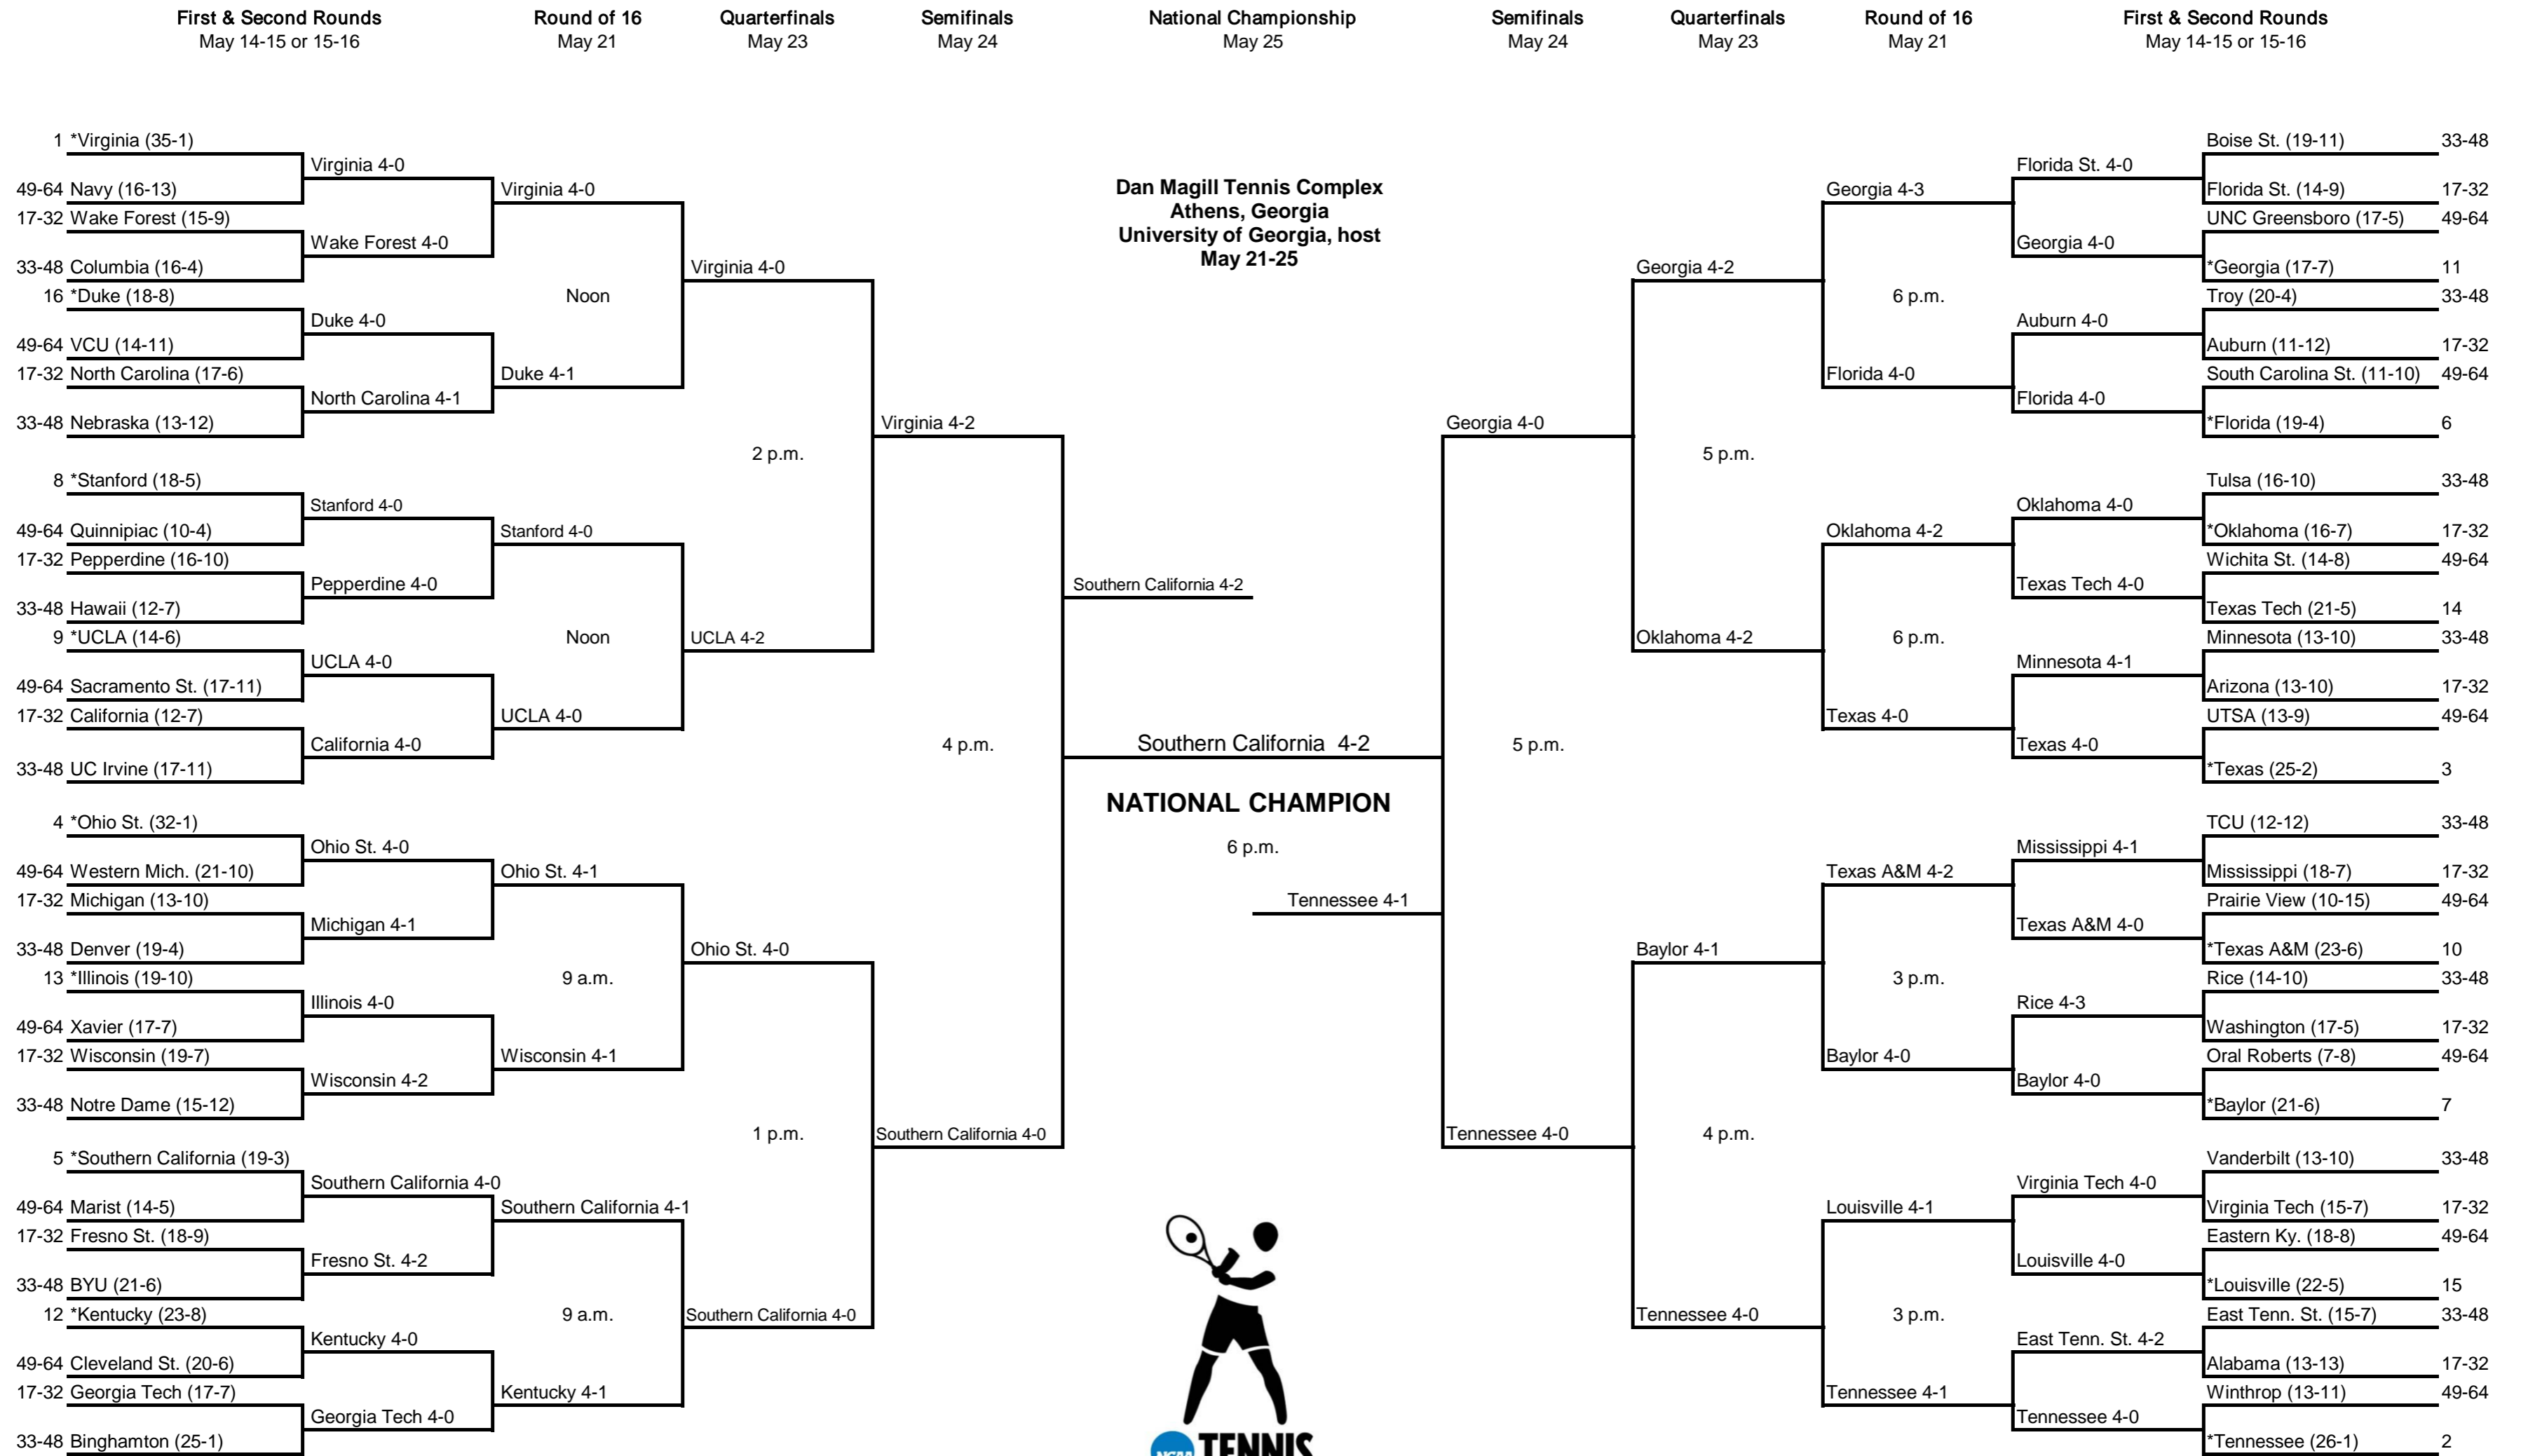 First & Second Rounds
May 14-15 or 15-16
Round of 16
May 21
Quarterfinals
May 23
Semifinals
May 24
National Championship
May 25
Semifinals
May 24
Quarterfinals
May 23
Round of 16
May 21
First & Second Rounds
May 14-15 or 15-16
1 *Virginia (35-1)
49-64 Navy (16-13)
17-32 Wake Forest (15-9)
33-48 Columbia (16-4)
16 *Duke (18-8)
49-64 VCU (14-11)
17-32 North Carolina (17-6)
33-48 Nebraska (13-12)
8 *Stanford (18-5)
49-64 Quinnipiac (10-4)
17-32 Pepperdine (16-10)
33-48 Hawaii (12-7)
9 *UCLA (14-6)
49-64 Sacramento St. (17-11)
17-32 California (12-7)
33-48 UC Irvine (17-11)
4 *Ohio St. (32-1)
49-64 Western Mich. (21-10)
17-32 Michigan (13-10)
33-48 Denver (19-4)
13 *Illinois (19-10)
49-64 Xavier (17-7)
17-32 Wisconsin (19-7)
33-48 Notre Dame (15-12)
5 *Southern California (19-3)
49-64 Marist (14-5)
17-32 Fresno St. (18-9)
33-48 BYU (21-6)
12 *Kentucky (23-8)
49-64 Cleveland St. (20-6)
17-32 Georgia Tech (17-7)
33-48 Binghamton (25-1)
Virginia 4-0
Wake Forest 4-0
Duke 4-0
North Carolina 4-1
Stanford 4-0
Pepperdine 4-0
UCLA 4-0
California 4-0
Ohio St. 4-0
Michigan 4-1
Illinois 4-0
Wisconsin 4-2
Southern California 4-0
Fresno St. 4-2
Kentucky 4-0
Georgia Tech 4-0
Virginia 4-0
Noon
Duke 4-1
Stanford 4-0
Noon
UCLA 4-0
Ohio St. 4-1
9 a.m.
Wisconsin 4-1
Southern California 4-1
9 a.m.
Kentucky 4-1
Virginia 4-0
2 p.m.
UCLA 4-2
Ohio St. 4-0
1 p.m.
Southern California 4-0
Virginia 4-2
4 p.m.
Southern California 4-0
Dan Magill Tennis Complex
Athens, Georgia
University of Georgia, host
May 21-25
Southern California 4-2
Southern California 4-2
NATIONAL CHAMPION
6 p.m.
Tennessee 4-1
NCAA TENNIS
Georgia 4-0
5 p.m.
Tennessee 4-0
Georgia 4-2
5 p.m.
Oklahoma 4-2
Baylor 4-1
4 p.m.
Tennessee 4-0
Georgia 4-3
6 p.m.
Florida 4-0
Oklahoma 4-2
6 p.m.
Texas 4-0
Texas A&M 4-2
3 p.m.
Baylor 4-0
Louisville 4-1
3 p.m.
Tennessee 4-1
Florida St. 4-0
Georgia 4-0
Auburn 4-0
Florida 4-0
Oklahoma 4-0
Texas Tech 4-0
Minnesota 4-1
Texas 4-0
Mississippi 4-1
Texas A&M 4-0
Rice 4-3
Baylor 4-0
Virginia Tech 4-0
Louisville 4-0
East Tenn. St. 4-2
Tennessee 4-0
Boise St. (19-11) 33-48
Florida St. (14-9) 17-32
UNC Greensboro (17-5) 49-64
*Georgia (17-7) 11
Troy (20-4) 33-48
Auburn (11-12) 17-32
South Carolina St. (11-10) 49-64
*Florida (19-4) 6
Tulsa (16-10) 33-48
*Oklahoma (16-7) 17-32
Wichita St. (14-8) 49-64
Texas Tech (21-5) 14
Minnesota (13-10) 33-48
Arizona (13-10) 17-32
UTSA (13-9) 49-64
*Texas (25-2) 3
TCU (12-12) 33-48
Mississippi (18-7) 17-32
Prairie View (10-15) 49-64
*Texas A&M (23-6) 10
Rice (14-10) 33-48
Washington (17-5) 17-32
Oral Roberts (7-8) 49-64
*Baylor (21-6) 7
Vanderbilt (13-10) 33-48
Virginia Tech (15-7) 17-32
Eastern Ky. (18-8) 49-64
*Louisville (22-5) 15
East Tenn. St. (15-7) 33-48
Alabama (13-13) 17-32
Winthrop (13-11) 49-64
*Tennessee (26-1) 2